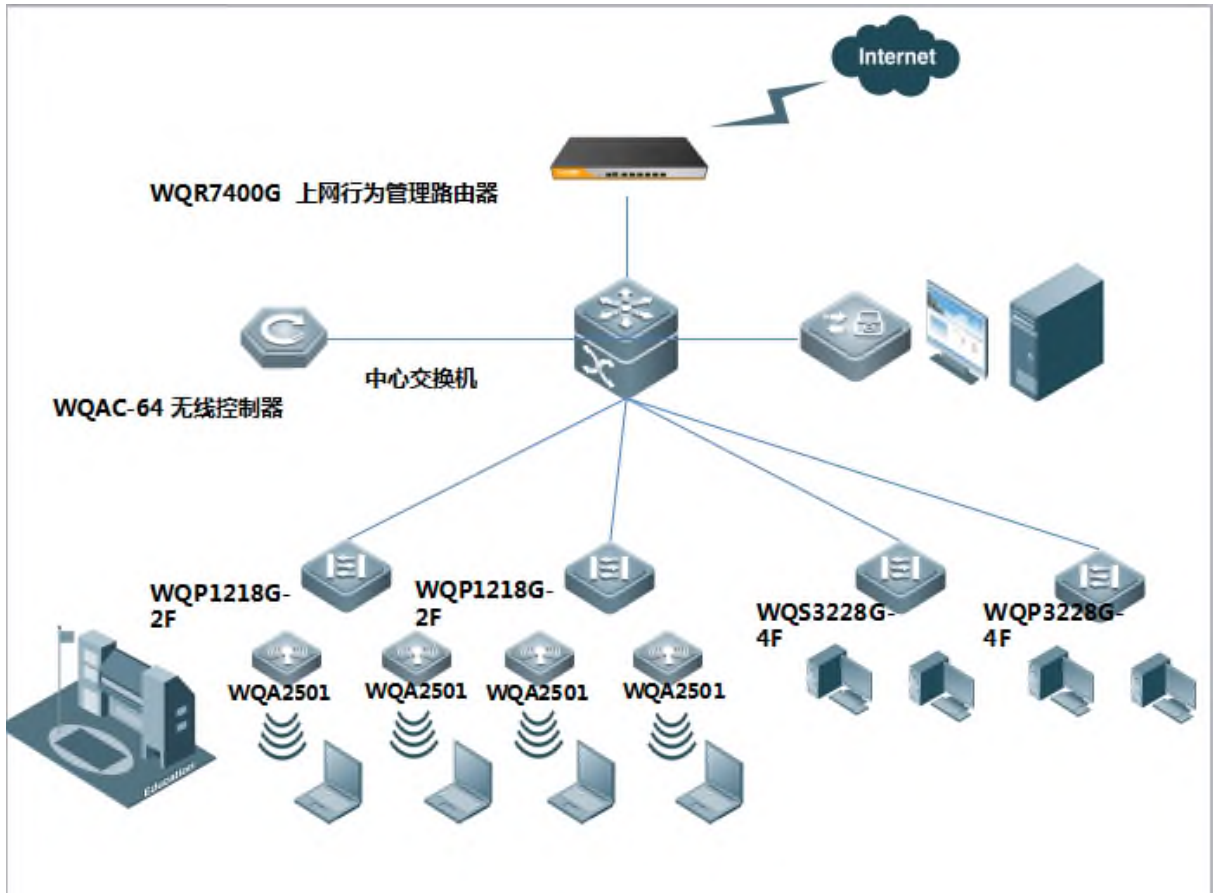 Internet
WQR7400G 上网行为管理路由器
中心交换机
WQAC-64 无线控制器
WQP1218G-
2F
WQP1218G-
2F
WQS3228G-
4F
WQP3228G-
4F
WQA2501
WQA2501
WQA2501
WQA2501
Education